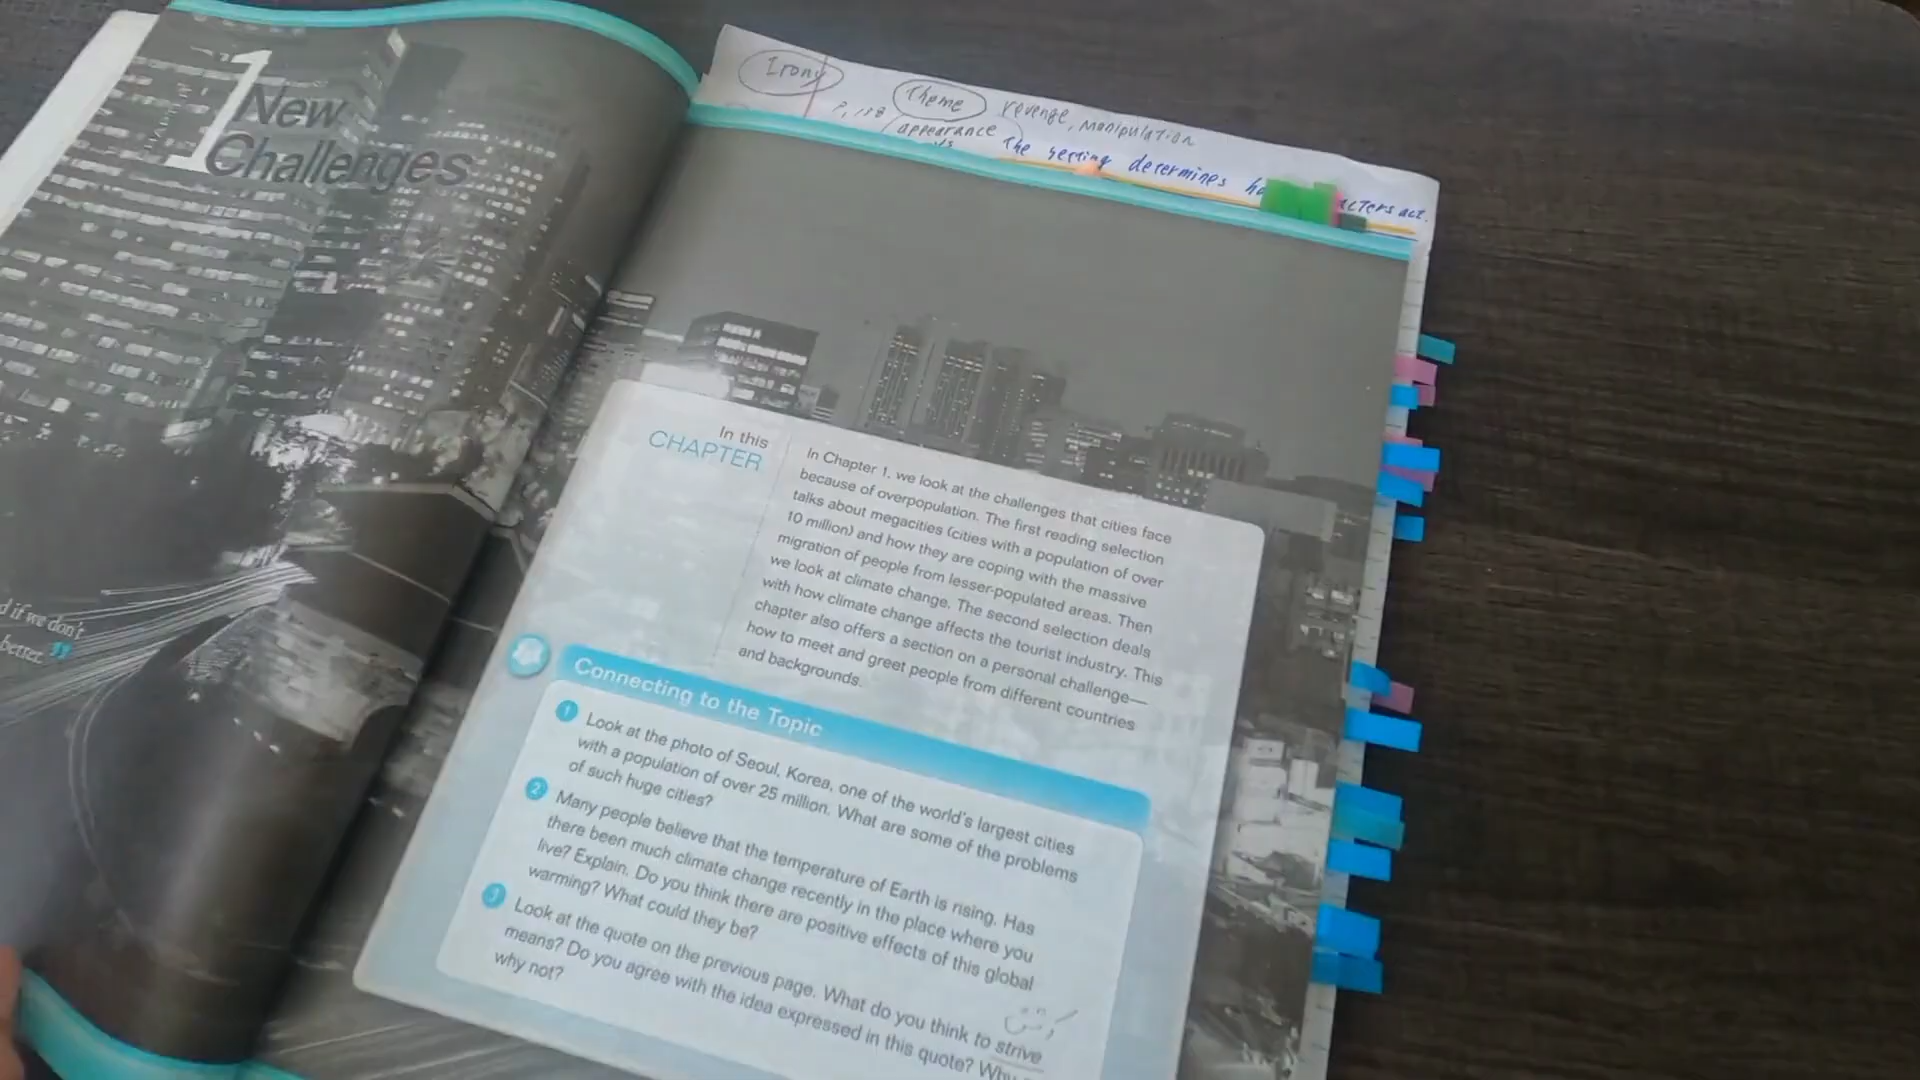 CHAPTER
1 New
Challenges
d if we don't
better.
Irony
Theme
revenge, manipulation
appearance
The setting determines
acters act.
In this
CHAPTER
In Chapter 1, we look at the challenges that cities face
because of overpopulation. The first reading selection
talks about megacities (cities with a population of over
10 million) and how they are coping with the massive
migration of people from lesser-populated areas. Then
we look at climate change. The second selection deals
with how climate change affects the tourist industry. This
chapter also offers a section on a personal challenge—
how to meet and greet people from different countries
and backgrounds.
Connecting to the Topic
1 Look at the photo of Seoul, Korea, one of the world's largest cities
with a population of over 25 million. What are some of the problems
of such huge cities?
2 Many people believe that the temperature of Earth is rising. Has
there been much climate change recently in the place where you
live? Explain. Do you think there are positive effects of this global
warming? What could they be?
3 Look at the quote on the previous page. What do you think to strive
means? Do you agree with the idea expressed in this quote? Why
why not?